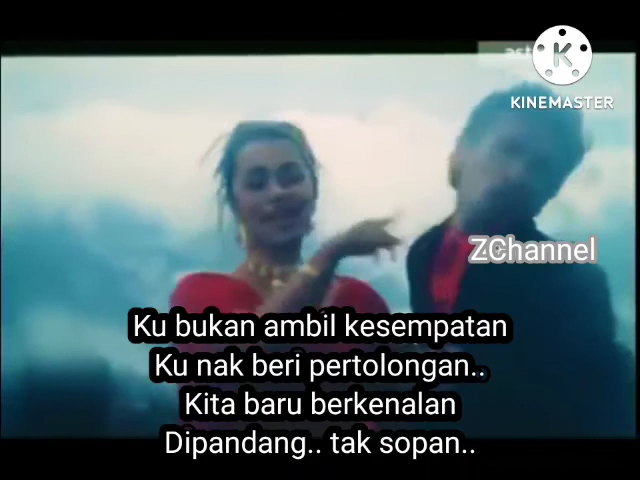 KINEMASTER
ZChannel
Ku bukan ambil kesempatan
Ku nak beri pertolongan..
Kita baru berkenalan
Dipandang.. tak sopan..